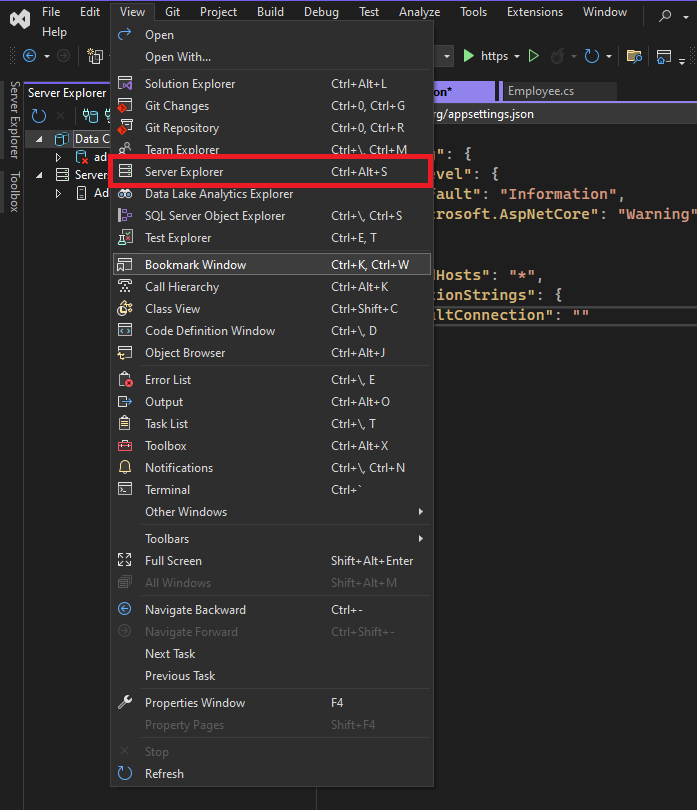 File Edit View Git Project Build Debug Test Analyze Tools Extensions Window
Help
https
Server Explorer
Toolbox
Server Explorer
Data C
ad
Server
Ad
Open
Open With...
Solution Explorer Ctrl+Alt+L
Git Changes Ctrl+0, Ctrl+G
Git Repository Ctrl+0, Ctrl+R
Team Explorer Ctrl+\, Ctrl+M
Server Explorer Ctrl+Alt+S
Data Lake Analytics Explorer
SQL Server Object Explorer Ctrl+\, Ctrl+S
Test Explorer Ctrl+E, T
Bookmark Window Ctrl+K, Ctrl+W
Call Hierarchy Ctrl+Alt+K
Class View Ctrl+Shift+C
Code Definition Window Ctrl+\, D
Object Browser Ctrl+Alt+J
Error List Ctrl+\, E
Output Ctrl+Alt+O
Task List Ctrl+\, T
Toolbox Ctrl+Alt+X
Notifications Ctrl+\, Ctrl+N
Terminal Ctrl+`
Other Windows
Toolbars
Full Screen Shift+Alt+Enter
All Windows Shift+Alt+M
Navigate Backward Ctrl+-
Navigate Forward Ctrl+Shift+-
Next Task
Previous Task
Properties Window F4
Property Pages Shift+F4
Stop
Refresh
on* Employee.cs
rg/appsettings.json
": {
evel": {
fault": "Information",
crosoft.AspNetCore": "Warning"
dHosts": "*",
tionStrings": {
ultConnection": ""